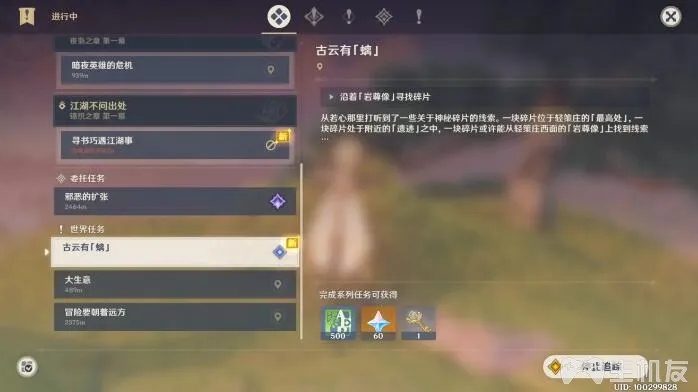 进行中
夜枭之章 第一幕
暗夜英雄的危机
939m
江湖不问出处
锦织之章 第一幕
寻书巧遇江湖事
新
委托任务
邪恶的扩张
2464m
世界任务
古云有「螭」
新
大生意
489m
冒险要朝着远方
2375m
古云有「螭」
沿着「岩尊像」寻找碎片
从若心那里打听到了一些关于神秘碎片的线索。一块碎片位于轻策庄的「最高处」，一
块碎片处于附近的「遗迹」之中，一块碎片或许能从轻策庄西面的「岩尊像」上找到线索
…
完成系列任务可获得
500
60
1
停止追踪
手机友
UID: 100299828